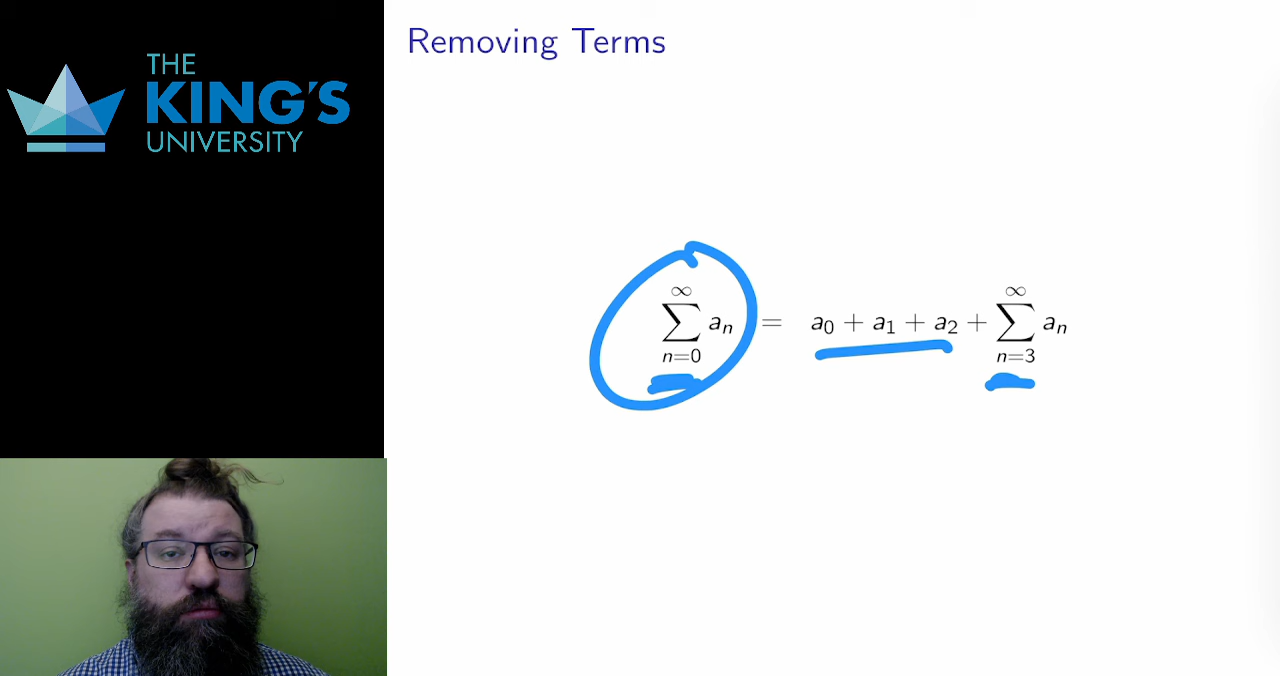 THE
KING'S
UNIVERSITY
Removing Terms
∞ ∑ n=0 aₙ = a₀ + a₁ + a₂ + ∞ ∑ n=3 aₙ